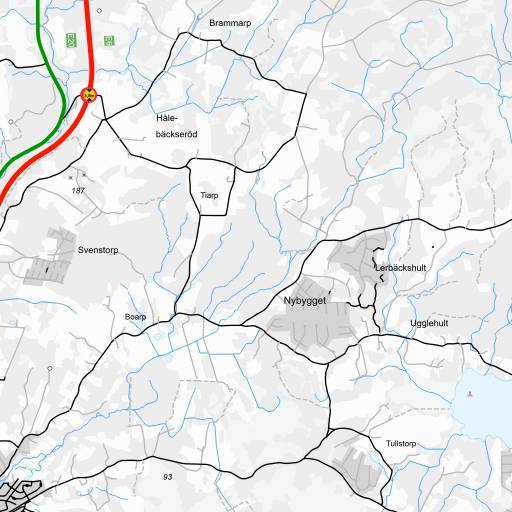 Brammarp
Håle-
bäckseröd
187
Tiarp
Svenstorp
Lerbäckshult
Nybygget
Boarp
Ugglehult
Tullstorp
93